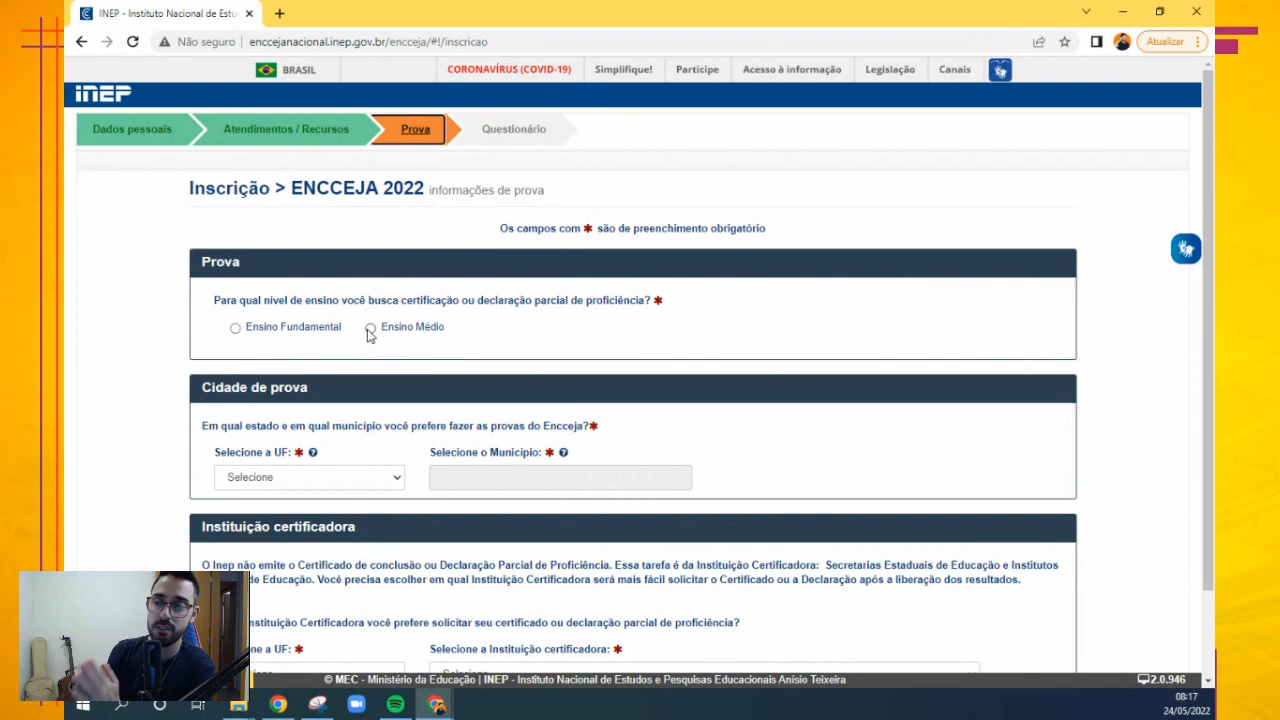 INEP - Instituto Nacional de Estu
Não seguro
enccejanacional.inep.gov.br/encceja/#!/inscricao
Atualizar
BRASIL
CORONAVÍRUS (COVID-19)
Simplifique!
Participe
Acesso à informação
Legislação
Canais
inep
Dados pessoais
Atendimentos / Recursos
Prova
Questionário
Inscrição > ENCCEJA 2022 informações de prova
Os campos com * são de preenchimento obrigatório
Prova
Para qual nível de ensino você busca certificação ou declaração parcial de proficiência? *
Ensino Fundamental
Ensino Médio
Cidade de prova
Em qual estado e em qual município você prefere fazer as provas do Encceja?*
Selecione a UF: *
Selecione o Município: *
Selecione
Instituição certificadora
O Inep não emite o Certificado de conclusão ou Declaração Parcial de Proficiência. Essa tarefa é da Instituição Certificadora: Secretarias Estaduais de Educação e Institutos
de Educação. Você precisa escolher em qual Instituição Certificadora será mais fácil solicitar o Certificado ou a Declaração após a liberação dos resultados.
nstituição Certificadora você prefere solicitar seu certificado ou declaração parcial de proficiência?
ne a UF: *
Selecione a Instituição certificadora: *
© MEC - Ministério da Educação | INEP - Instituto Nacional de Estudos e Pesquisas Educacionais Anísio Teixeira
2.0.946
08:17
24/05/2022